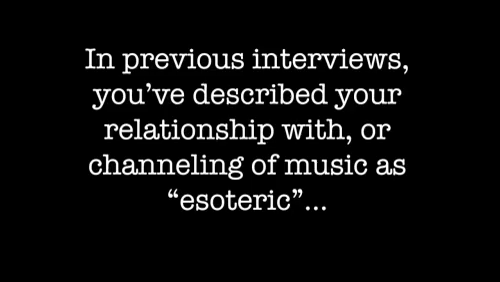 In previous interviews,
you’ve described your
relationship with, or
channeling of music as
“esoteric”...